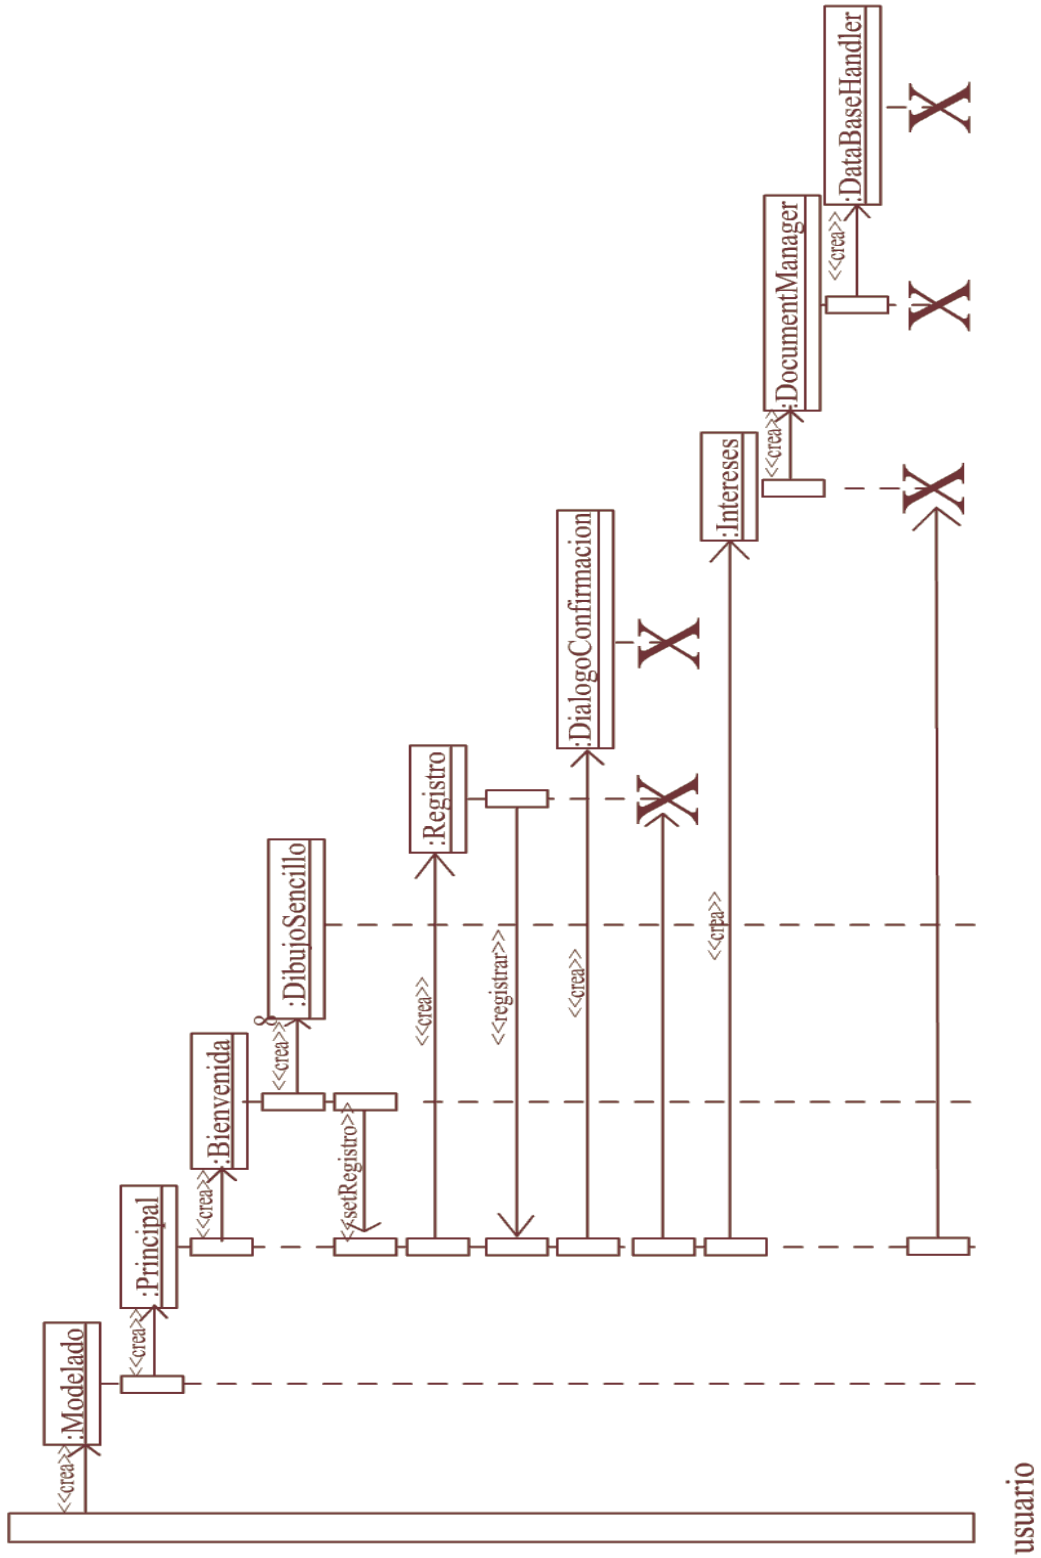 usuario
<<crea>>
:Modelado
<<crea>>
:Principal
<<crea>>
:Bienvenida
<<crea>>
8
:DibujoSencillo
<<setRegistro>>
<<crea>>
:Registro
<<registrar>>
<<crea>>
:DialogoConfirmacion
X
X
<<crea>>
:Intereses
<<crea>>
:DocumentManager
<<crea>>
:DataBaseHandler
X
X
X